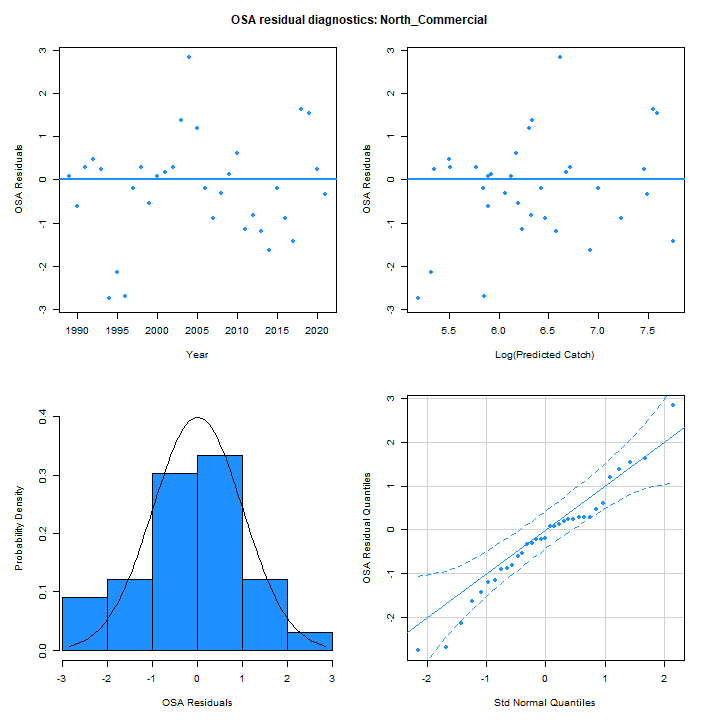 OSA residual diagnostics: North_Commercial
OSA Residuals
3
2
1
0
-1
-2
-3
1990 1995 2000 2005 2010 2015 2020
Year
OSA Residuals
3
2
1
0
-1
-2
-3
5.5 6.0 6.5 7.0 7.5
Log(Predicted Catch)
Probability Density
0.4
0.3
0.2
0.1
0.0
-3 -2 -1 0 1 2 3
OSA Residuals
OSA Residual Quantiles
3
2
1
0
-1
-2
-2 -1 0 1 2
Std Normal Quantiles